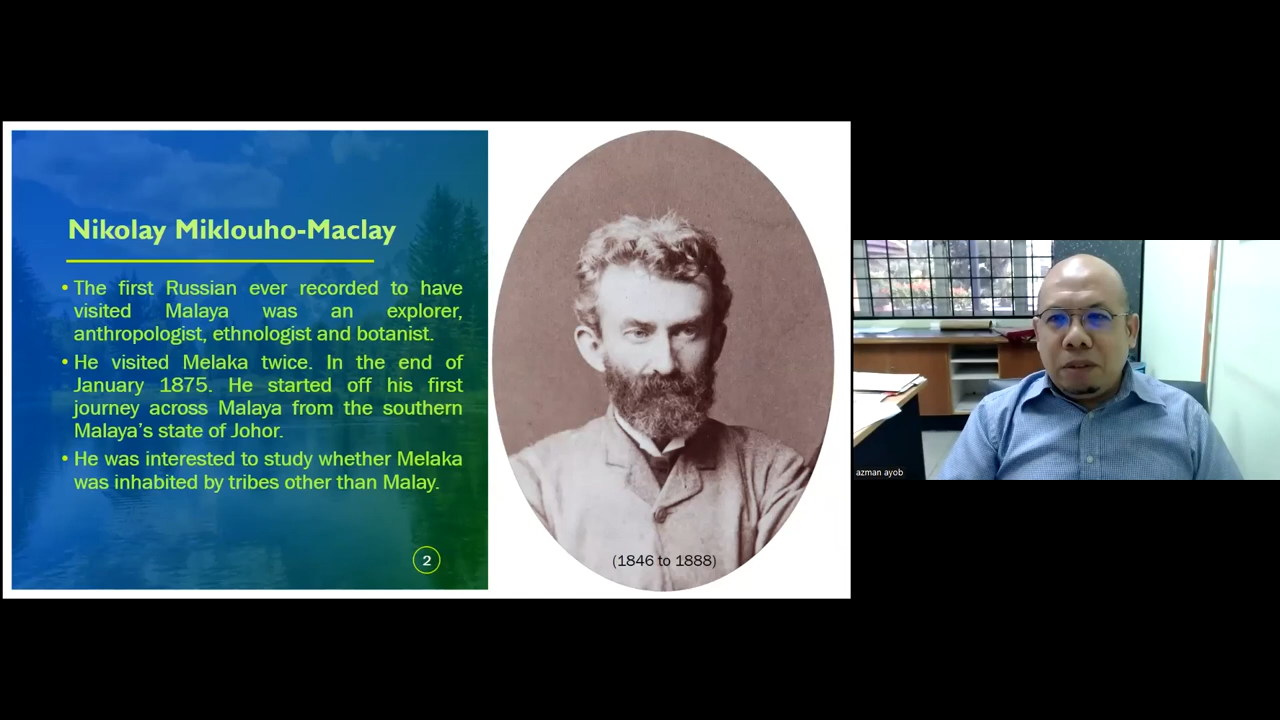 Nikolay Miklouho-Maclay
• The first Russian ever recorded to have
visited Malaya was an explorer,
anthropologist, ethnologist and botanist.
• He visited Melaka twice. In the end of
January 1875. He started off his first
journey across Malaya from the southern
Malaya's state of Johor.
• He was interested to study whether Melaka
was inhabited by tribes other than Malay.
2
(1846 to 1888)
azman ayob